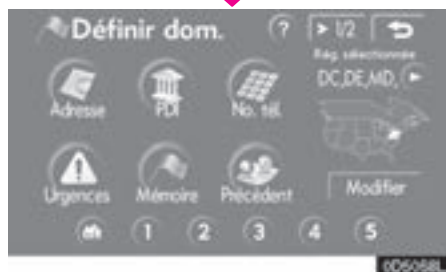 Définir dom. ? 1/2
Rég. sélectionnée
DC,DE,MD,
Adresse PDI No. tél.
Urgences Mémoire Précédent Modifier
1 2 3 4 5